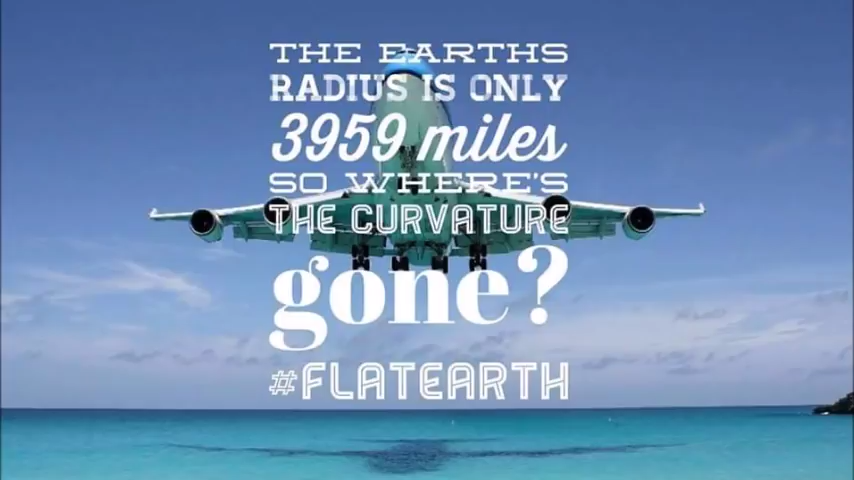 THE EARTHS
RADIUS IS ONLY
3959 miles
SO WHERE'S
THE CURVATURE
gone?
#FLATEARTH